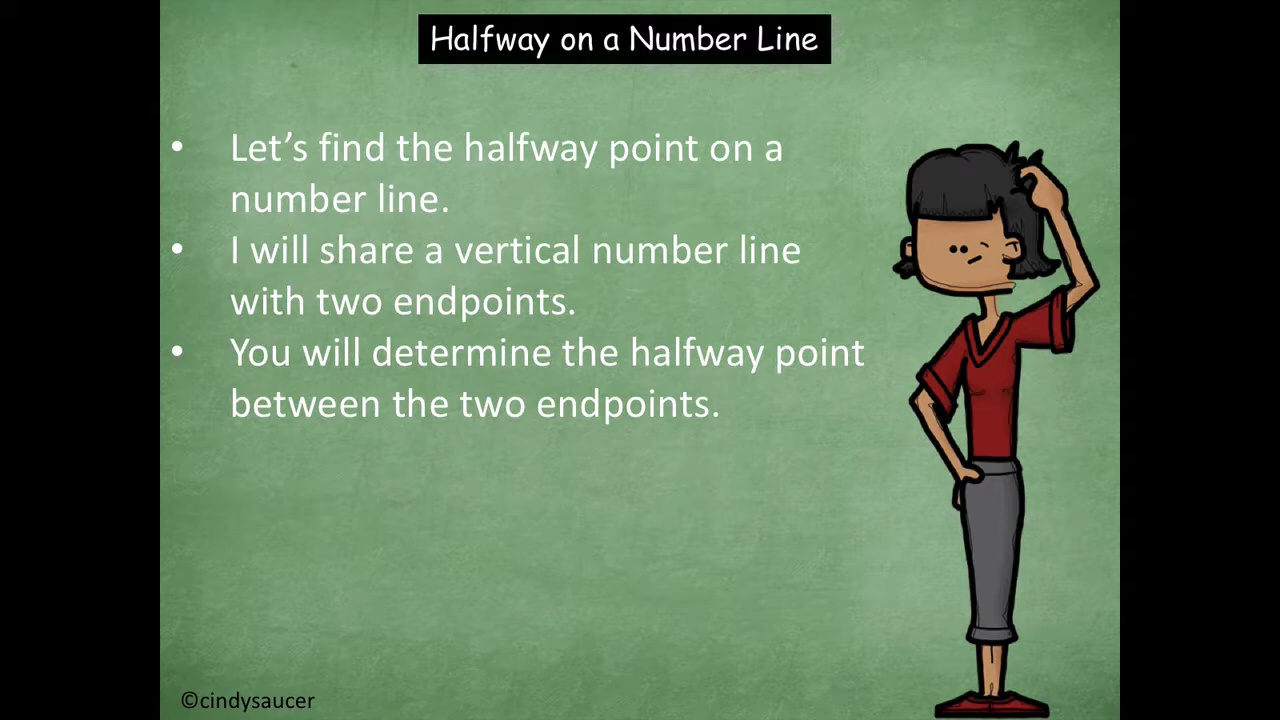 Halfway on a Number Line
• Let’s find the halfway point on a
number line.
• I will share a vertical number line
with two endpoints.
• You will determine the halfway point
between the two endpoints.
©cindysaucer